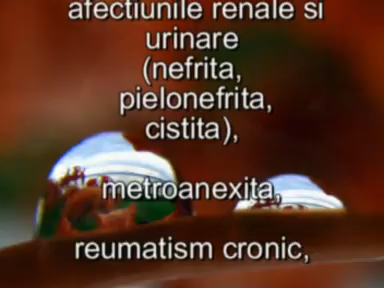 afectiunile renale si
urinare
(nefrita,
pielonefrita,
cistita),
metroanexita,
reumatism cronic,